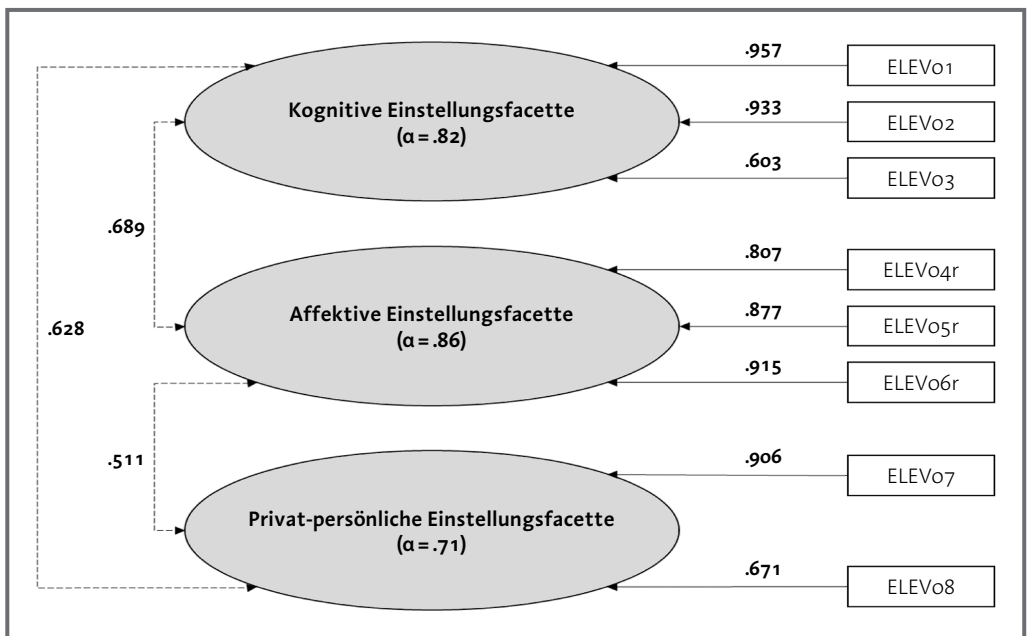 .957
ELEV01
Kognitive Einstellungsfacette
(α = .82)
.933
ELEV02
.603
ELEV03
.689
.628
.807
ELEV04r
Affektive Einstellungsfacette
(α = .86)
.877
ELEV05r
.915
ELEV06r
.511
.906
ELEV07
Privat-persönliche Einstellungsfacette
(α = .71)
.671
ELEV08